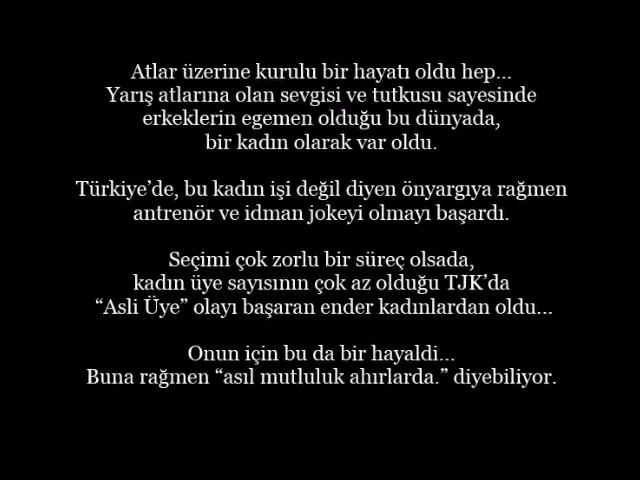 Atlar üzerine kurulu bir hayatı oldu hep...
Yarış atlarına olan sevgisi ve tutkusu sayesinde
erkeklerin egemen olduğu bu dünyada,
bir kadın olarak var oldu.
Türkiye’de, bu kadın işi değil diyen önyargıya rağmen
antrenör ve idman jokeyi olmayı başardı.
Seçimi çok zorlu bir süreç olsada,
kadın üye sayısının çok az olduğu TJK’da
“Asli Üye” olayı başaran ender kadınlardan oldu...
Onun için bu da bir hayaldi...
Buna rağmen “asıl mutluluk ahırlarda.” diyebiliyor.